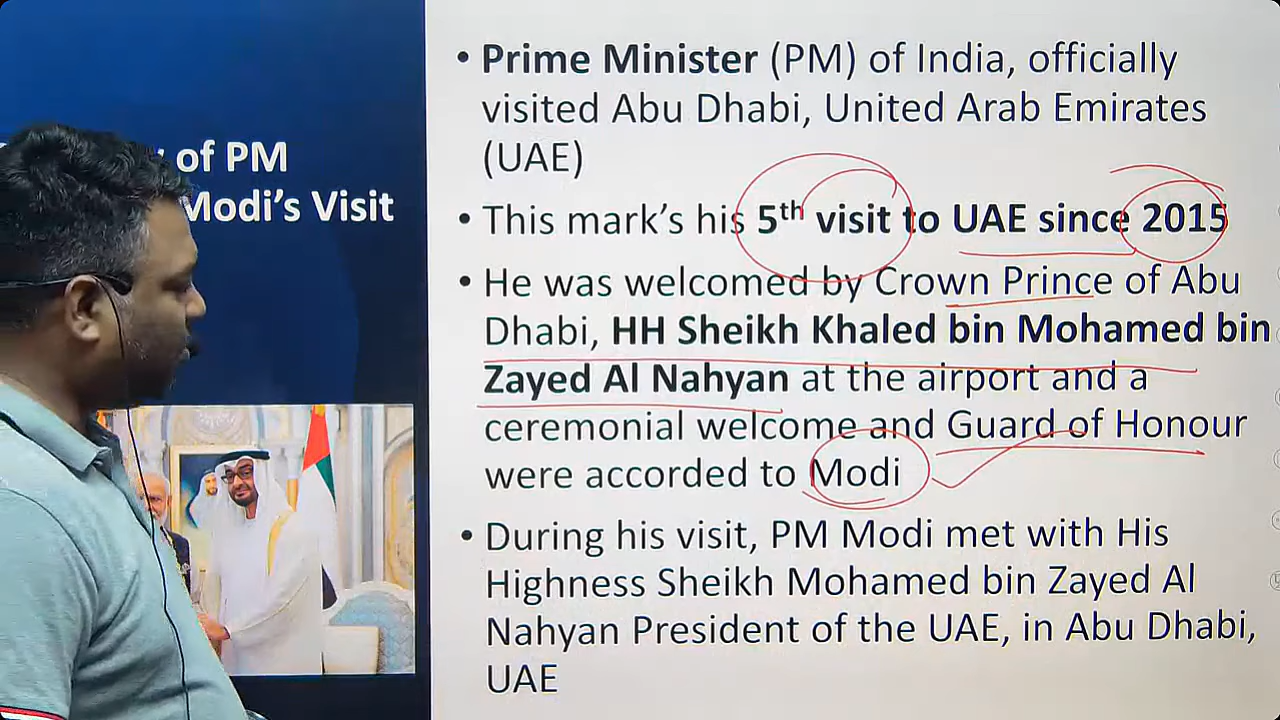 of PM
Modi's Visit
• Prime Minister (PM) of India, officially
visited Abu Dhabi, United Arab Emirates
(UAE)
• This mark's his 5th visit to UAE since 2015
• He was welcomed by Crown Prince of Abu
Dhabi, HH Sheikh Khaled bin Mohamed bin
Zayed Al Nahyan at the airport and a
ceremonial welcome and Guard of Honour
were accorded to Modi
• During his visit, PM Modi met with His
Highness Sheikh Mohamed bin Zayed Al
Nahyan President of the UAE, in Abu Dhabi,
UAE